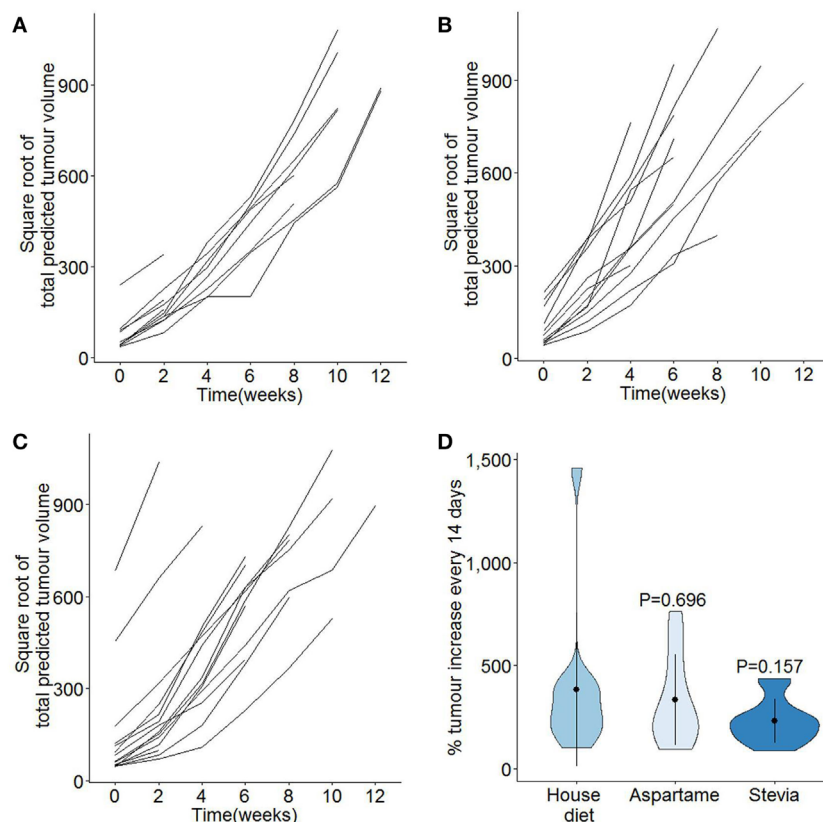 A
Square root of
total predicted tumour volume
900
600
300
0
0 2 4 6 8 10 12
Time(weeks)
B
Square root of
total predicted tumour volume
900
600
300
0
0 2 4 6 8 10 12
Time(weeks)
C
Square root of
total predicted tumour volume
900
600
300
0
0 2 4 6 8 10 12
Time(weeks)
D
% tumour increase every 14 days
1,500
1,000
500
0
P=0.696
P=0.157
House
diet
Aspartame
Stevia